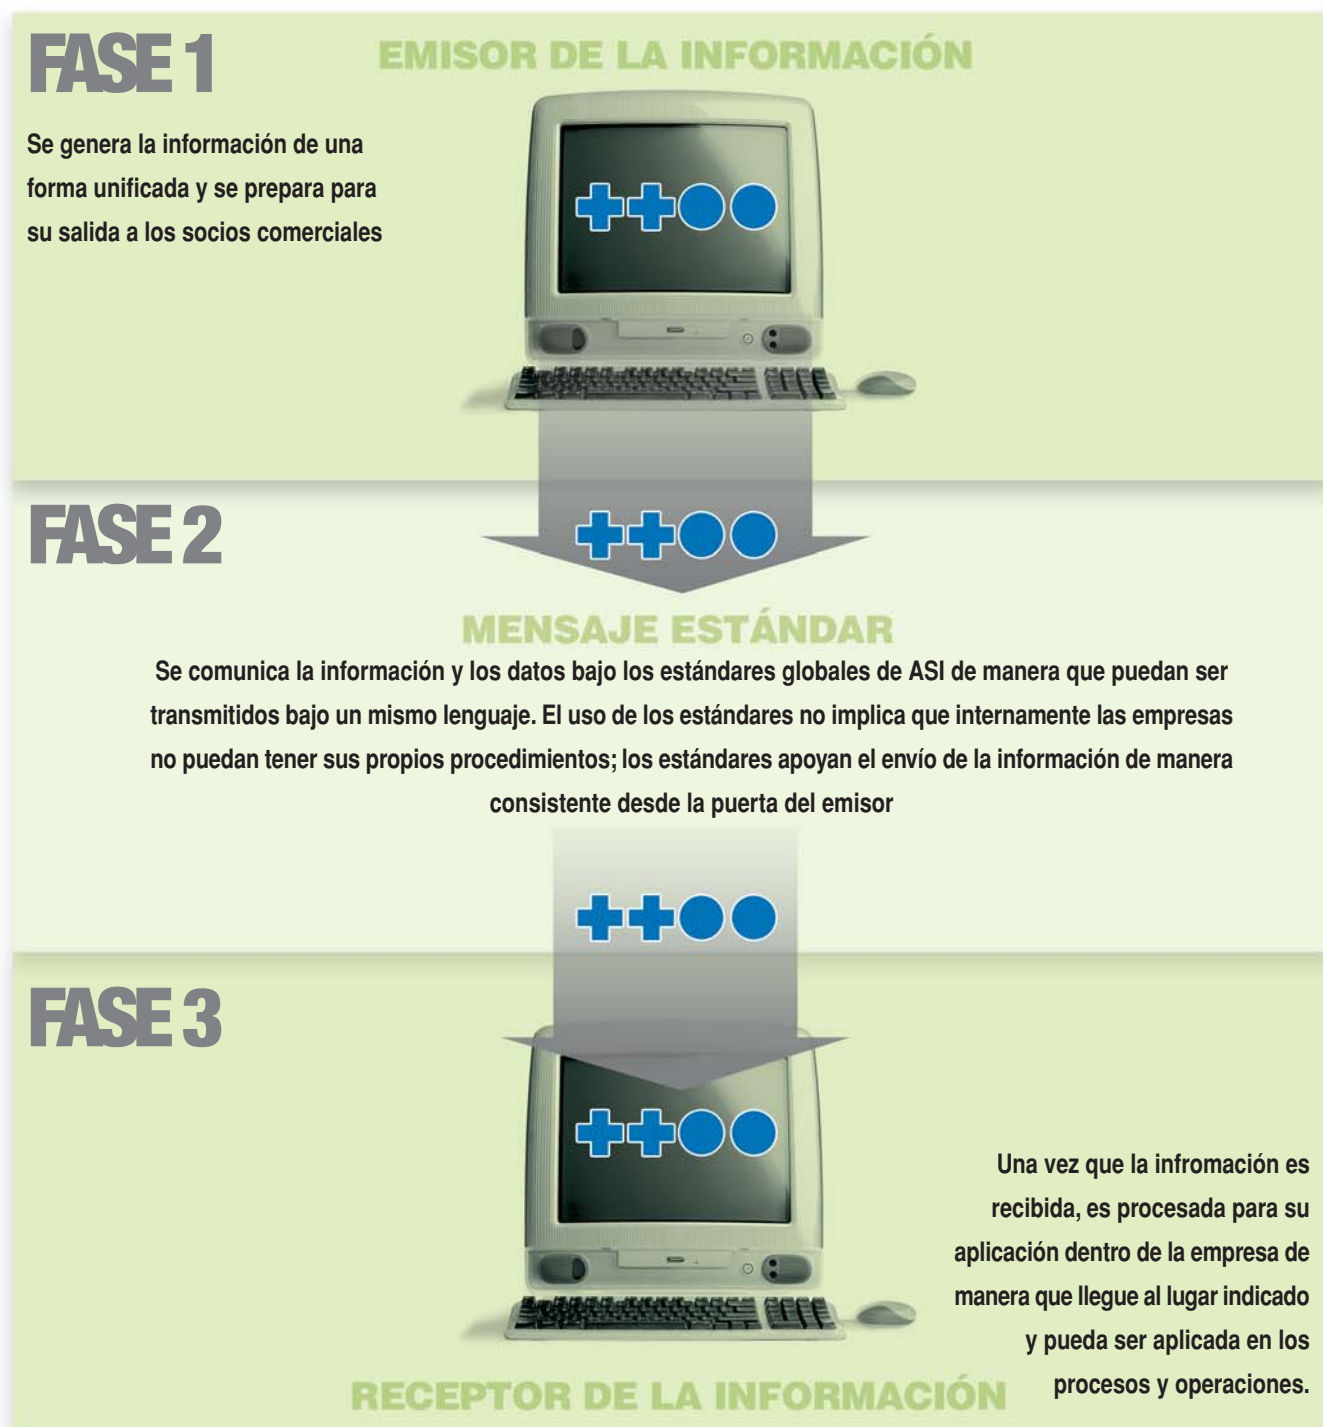 FASE 1
EMISOR DE LA INFORMACIÓN
Se genera la información de una
forma unificada y se prepara para
su salida a los socios comerciales
FASE 2
MENSAJE ESTÁNDAR
Se comunica la información y los datos bajo los estándares globales de ASI de manera que puedan ser
transmitidos bajo un mismo lenguaje. El uso de los estándares no implica que internamente las empresas
no puedan tener sus propios procedimientos; los estándares apoyan el envío de la información de manera
consistente desde la puerta del emisor
FASE 3
Una vez que la infromación es
recibida, es procesada para su
aplicación dentro de la empresa de
manera que llegue al lugar indicado
y pueda ser aplicada en los
procesos y operaciones.
RECEPTOR DE LA INFORMACIÓN